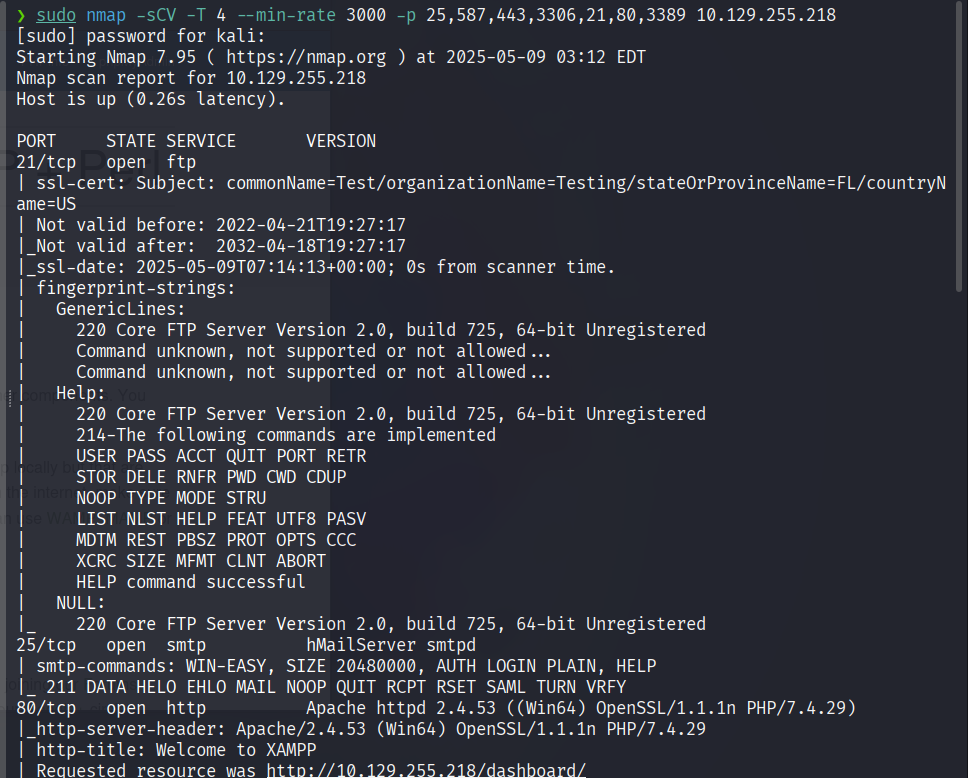 ❯ sudo nmap -sCV -T 4 --min-rate 3000 -p 25,587,443,3306,21,80,3389 10.129.255.218
[sudo] password for kali:
Starting Nmap 7.95 ( https://nmap.org ) at 2025-05-09 03:12 EDT
Nmap scan report for 10.129.255.218
Host is up (0.26s latency).

PORT     STATE SERVICE       VERSION
21/tcp   open  ftp
| ssl-cert: Subject: commonName=Test/organizationName=Testing/stateOrProvinceName=FL/countryN
ame=US
| Not valid before: 2022-04-21T19:27:17
|_Not valid after:  2032-04-18T19:27:17
|_ssl-date: 2025-05-09T07:14:13+00:00; 0s from scanner time.
| fingerprint-strings:
|   GenericLines:
|     220 Core FTP Server Version 2.0, build 725, 64-bit Unregistered
|     Command unknown, not supported or not allowed...
|     Command unknown, not supported or not allowed...
|   Help:
|     220 Core FTP Server Version 2.0, build 725, 64-bit Unregistered
|     214-The following commands are implemented
|     USER PASS ACCT QUIT PORT RETR
|     STOR DELE RNFR PWD CWD CDUP
|     NOOP TYPE MODE STRU
|     LIST NLST HELP FEAT UTF8 PASV
|     MDTM REST PBSZ PROT OPTS CCC
|     XCRC SIZE MFMT CLNT ABORT
|     HELP command successful
|   NULL:
|_    220 Core FTP Server Version 2.0, build 725, 64-bit Unregistered
25/tcp   open  smtp          hMailServer smtpd
| smtp-commands: WIN-EASY, SIZE 20480000, AUTH LOGIN PLAIN, HELP
|_ 211 DATA HELO EHLO MAIL NOOP QUIT RCPT RSET SAML TURN VRFY
80/tcp   open  http          Apache httpd 2.4.53 ((Win64) OpenSSL/1.1.1n PHP/7.4.29)
|_http-server-header: Apache/2.4.53 (Win64) OpenSSL/1.1.1n PHP/7.4.29
| http-title: Welcome to XAMPP
| Requested resource was http://10.129.255.218/dashboard/